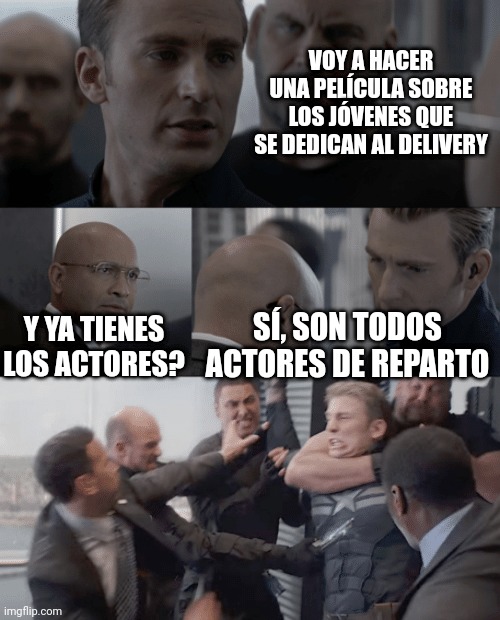 VOY A HACER
UNA PELÍCULA SOBRE
LOS JÓVENES QUE
SE DEDICAN AL DELIVERY
Y YA TIENES
LOS ACTORES?
SÍ, SON TODOS
ACTORES DE REPARTO
imgflip.com